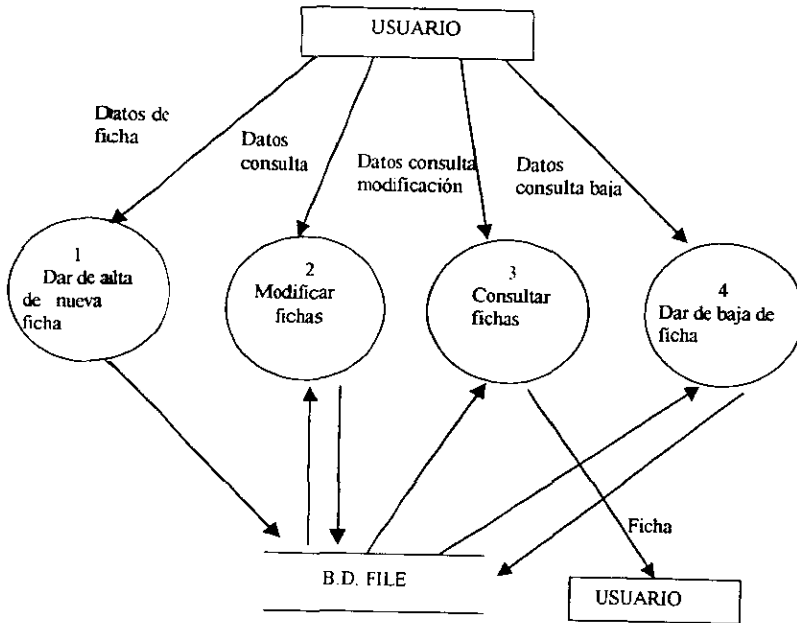 USUARIO
Datos de
ficha
Datos
consulta
Datos consulta
modificación
Datos
consulta baja
1
Dar de alta
de nueva
ficha
2
Modificar
fichas
3
Consultar
fichas
4
Dar de baja de
ficha
Ficha
B.D. FILE
USUARIO